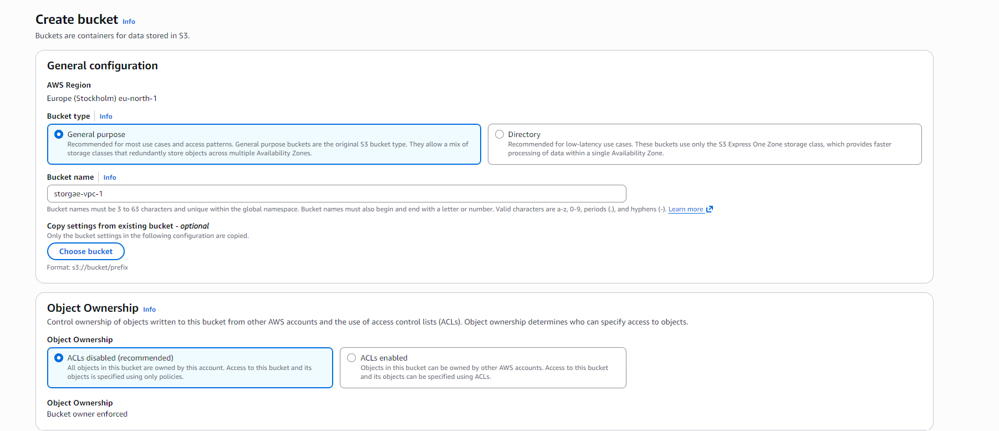 Create bucket Info
Buckets are containers for data stored in S3.
General configuration
AWS Region
Europe (Stockholm) eu-north-1
Bucket type Info
General purpose
Recommended for most use cases and access patterns. General purpose buckets are the original S3 bucket type. They allow a mix of
storage classes that redundantly store objects across multiple Availability Zones.
Directory
Recommended for low-latency use cases. These buckets use only the S3 Express One Zone storage class, which provides faster
processing of data within a single Availability Zone.
Bucket name Info
storgae-vpc-1
Bucket names must be 3 to 63 characters and unique within the global namespace. Bucket names must also begin and end with a letter or number. Valid characters are a-z, 0-9, periods (.), and hyphens (-). Learn more
Copy settings from existing bucket - optional
Only the bucket settings in the following configuration are copied.
Choose bucket
Format: s3://bucket/prefix
Object Ownership Info
Control ownership of objects written to this bucket from other AWS accounts and the use of access control lists (ACLs). Object ownership determines who can specify access to objects.
Object Ownership
ACLs disabled (recommended)
All objects in this bucket are owned by this account. Access to this bucket and its
objects is specified using only policies.
ACLs enabled
Objects in this bucket can be owned by other AWS accounts. Access to this bucket
and its objects can be specified using ACLs.
Object Ownership
Bucket owner enforced